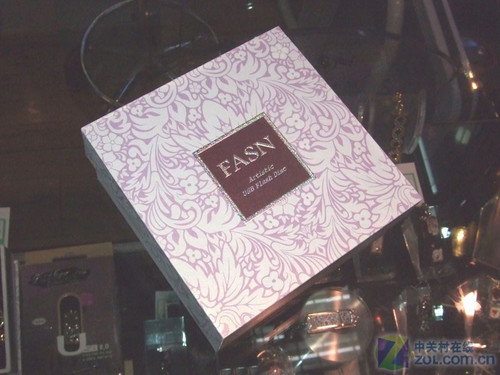 FASN
Artistic
USB Flash Disc
中关村在线
zol.com.cn